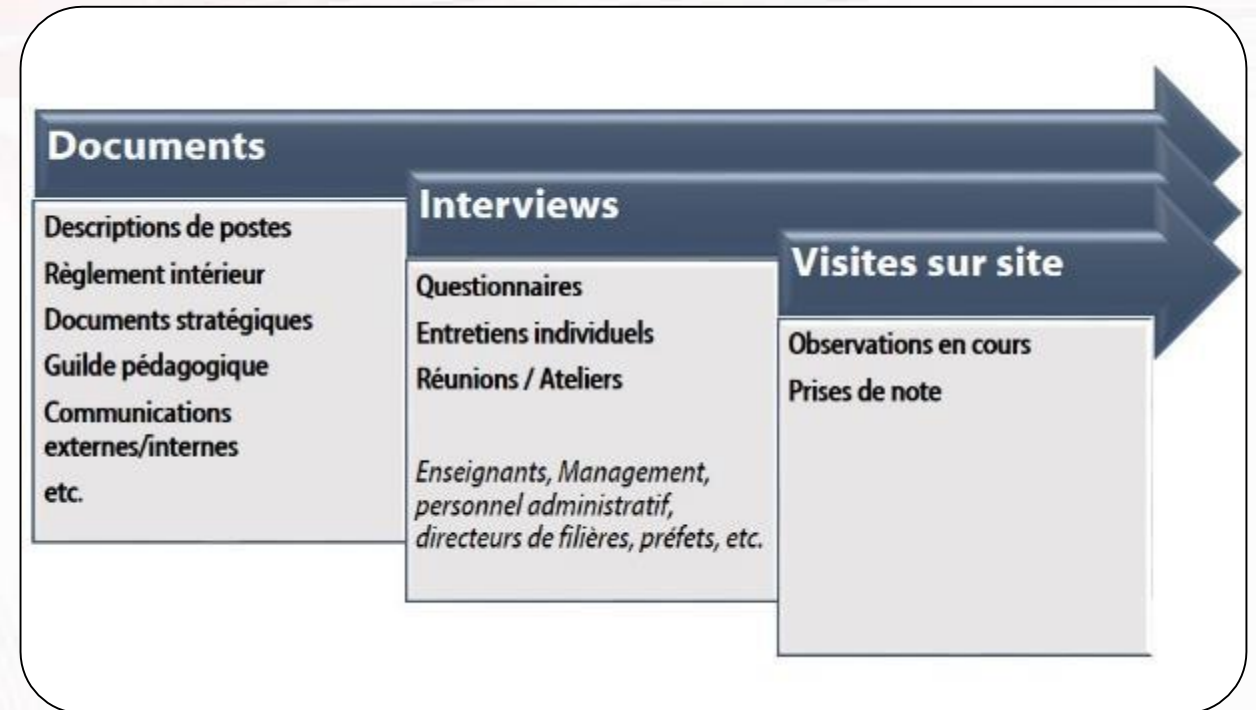 Documents
Descriptions de postes
Règlement intérieur
Documents stratégiques
Guilde pédagogique
Communications
externes/internes
etc.
Interviews
Questionnaires
Entretiens individuels
Réunions / Ateliers
Enseignants, Management,
personnel administratif,
directeurs de filières, préfets, etc.
Visites sur site
Observations en cours
Prises de note